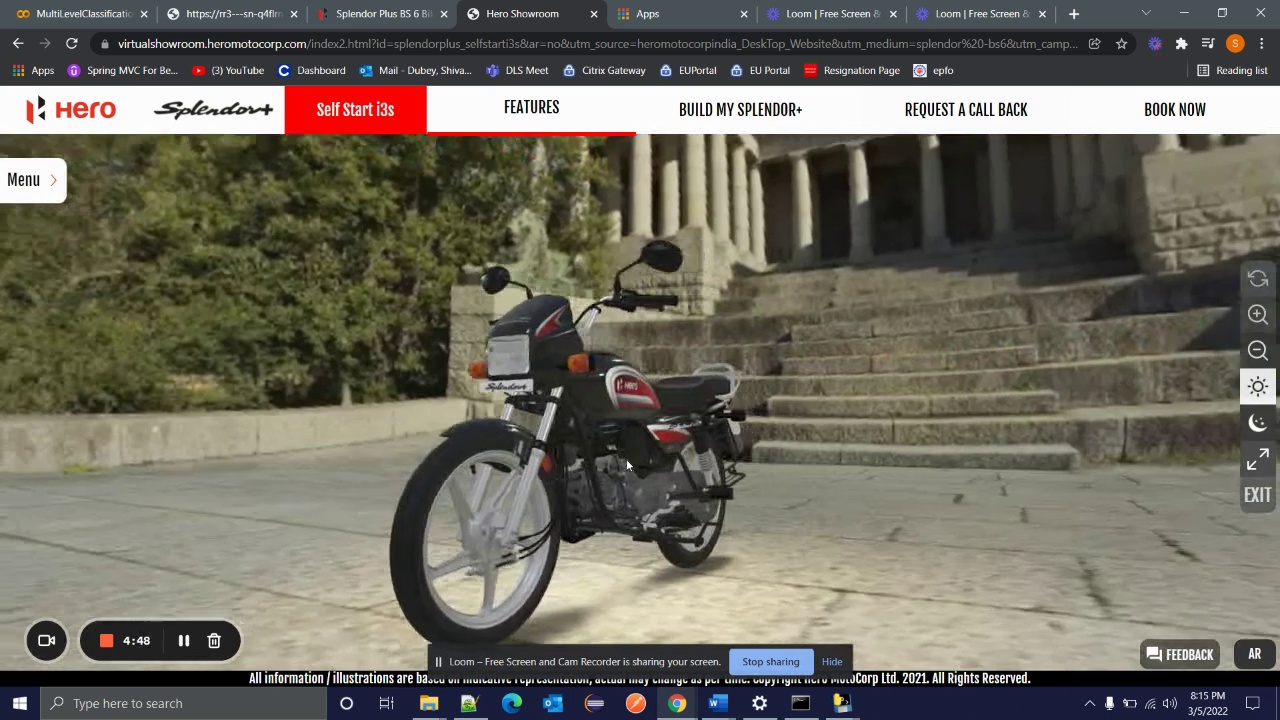 MultiLevelClassificatio
https://rr3---sn-q4flrn
Splendor Plus BS 6 Bi
Hero Showroom
Apps
Loom | Free Screen &
Loom | Free Screen &
virtualshowroom.heromotocorp.com/index2.html?id=splendorplus_selfstarti3s&at=no&utm_source=heromotocorpindia_DeskTop_Website&utm_medium=splendor%20-bs6&utm_camp...
S
Apps
Spring MVC For Be...
(3) YouTube
Dashboard
Mail - Dubey, Shiva...
DLS Meet
Citrix Gateway
EUPortal
EU Portal
Resignation Page
epfo
Reading list
Hero
Splendor+
Self Start i3s
FEATURES
BUILD MY SPLENDOR+
REQUEST A CALL BACK
BOOK NOW
Menu
HERO
Splendor+
EXIT
4:48
Loom – Free Screen and Cam Recorder is sharing your screen.
Stop sharing
Hide
FEEDBACK
AR
All information / illustrations are based on indicative representation, actual may change as per time. Copyright Hero MotoCorp Ltd. 2021. All Rights Reserved.
Type here to search
8:15 PM
3/5/2022